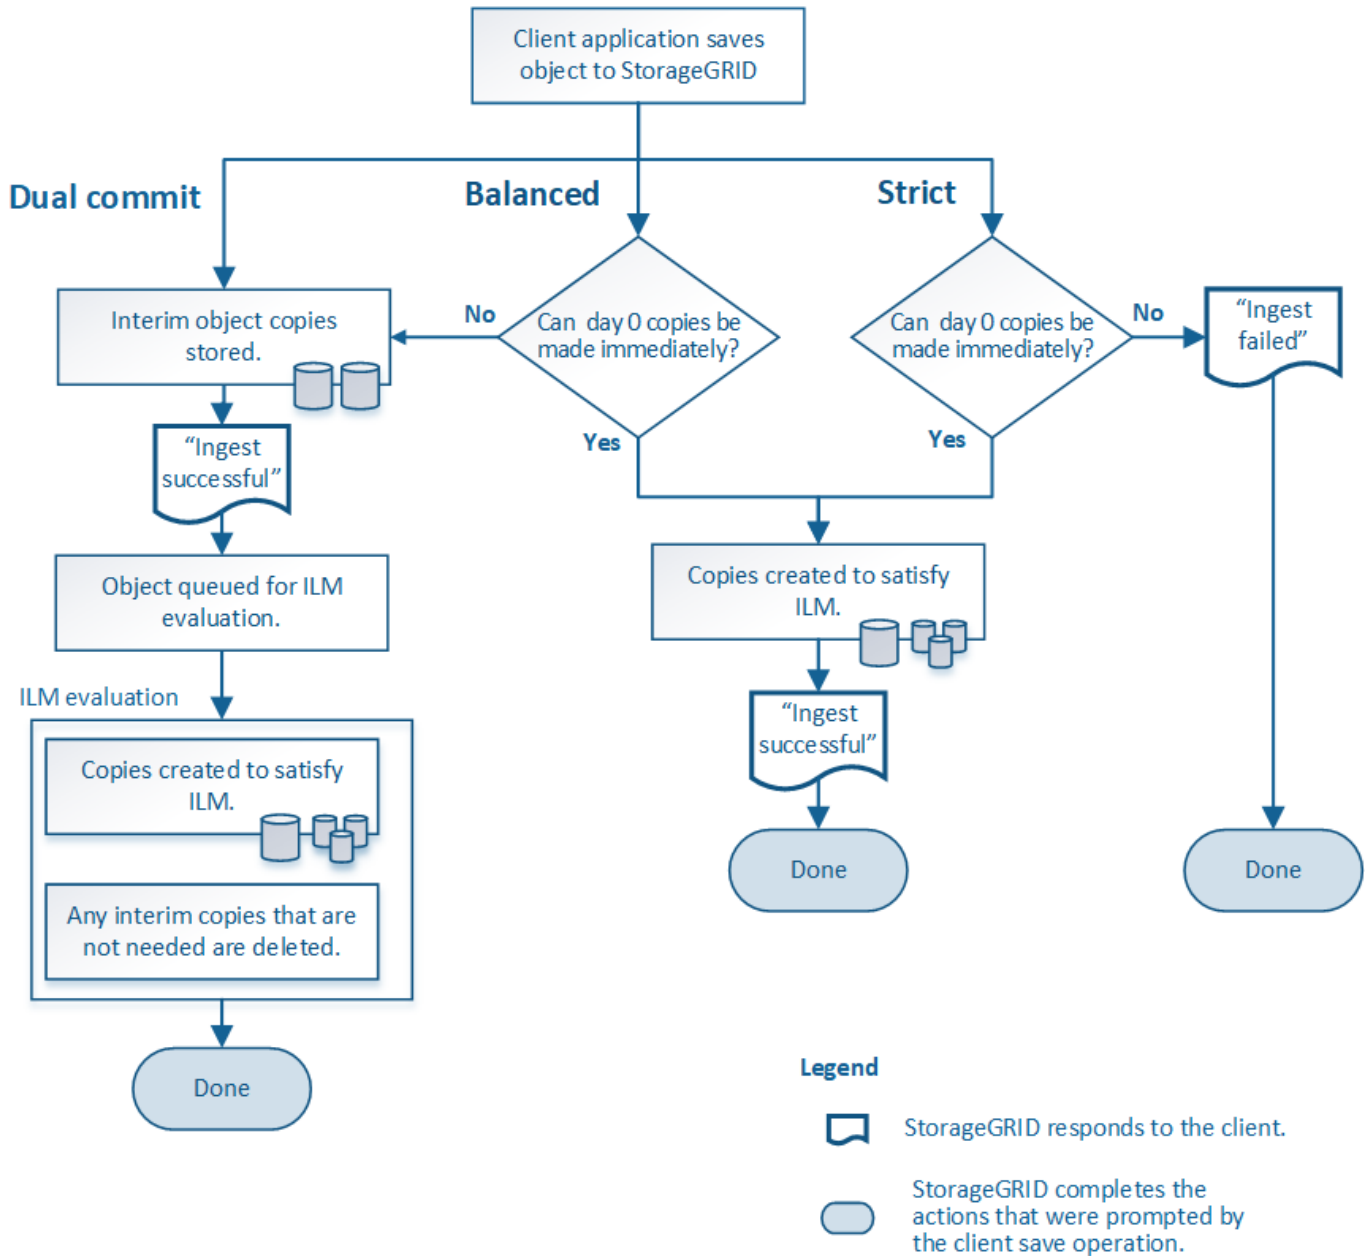 Client application saves
object to StorageGRID
Dual commit
Balanced
Strict
Interim object copies
stored.
No
Can day 0 copies be
made immediately?
Yes
Can day 0 copies be
made immediately?
No
Yes
“Ingest
failed”
“Ingest
successful”
Object queued for ILM
evaluation.
Copies created to satisfy
ILM.
ILM evaluation
“Ingest
successful”
Copies created to satisfy
ILM.
Any interim copies that are
not needed are deleted.
Done
Done
Done
Legend
StorageGRID responds to the client.
StorageGRID completes the
actions that were prompted by
the client save operation.